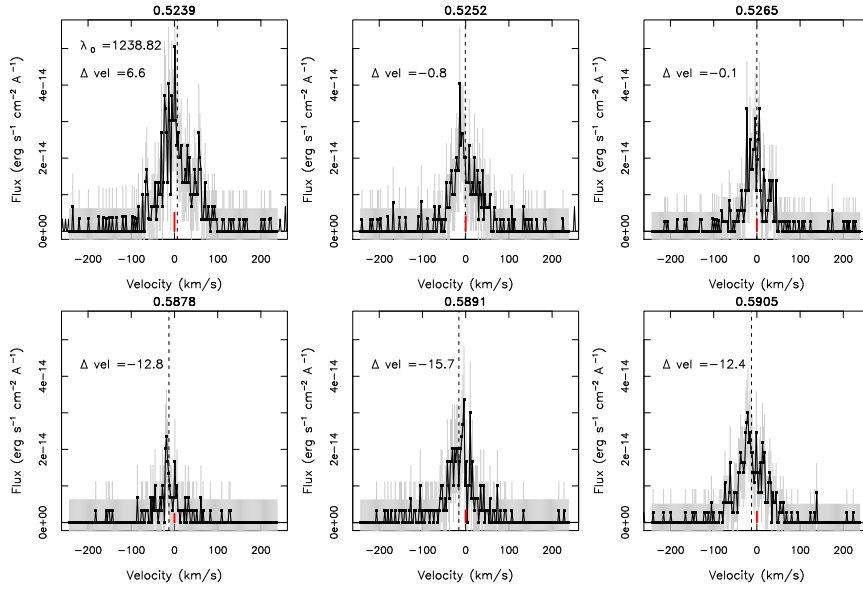 0.5239 0.5252 0.5265
λ₀ =1238.82
Δ vel =6.6 Δ vel =−0.8 Δ vel =−0.1
Flux (erg s⁻¹ cm⁻² A⁻¹) Flux (erg s⁻¹ cm⁻² A⁻¹) Flux (erg s⁻¹ cm⁻² A⁻¹)
4e−14 4e−14 4e−14
2e−14 2e−14 2e−14
0e+00 0e+00 0e+00
−200 −100 0 100 200 −200 −100 0 100 200 −200 −100 0 100 200
Velocity (km/s) Velocity (km/s) Velocity (km/s)
0.5878 0.5891 0.5905
Δ vel =−12.8 Δ vel =−15.7 Δ vel =−12.4
Flux (erg s⁻¹ cm⁻² A⁻¹) Flux (erg s⁻¹ cm⁻² A⁻¹) Flux (erg s⁻¹ cm⁻² A⁻¹)
4e−14 4e−14 4e−14
2e−14 2e−14 2e−14
0e+00 0e+00 0e+00
−200 −100 0 100 200 −200 −100 0 100 200 −200 −100 0 100 200
Velocity (km/s) Velocity (km/s) Velocity (km/s)